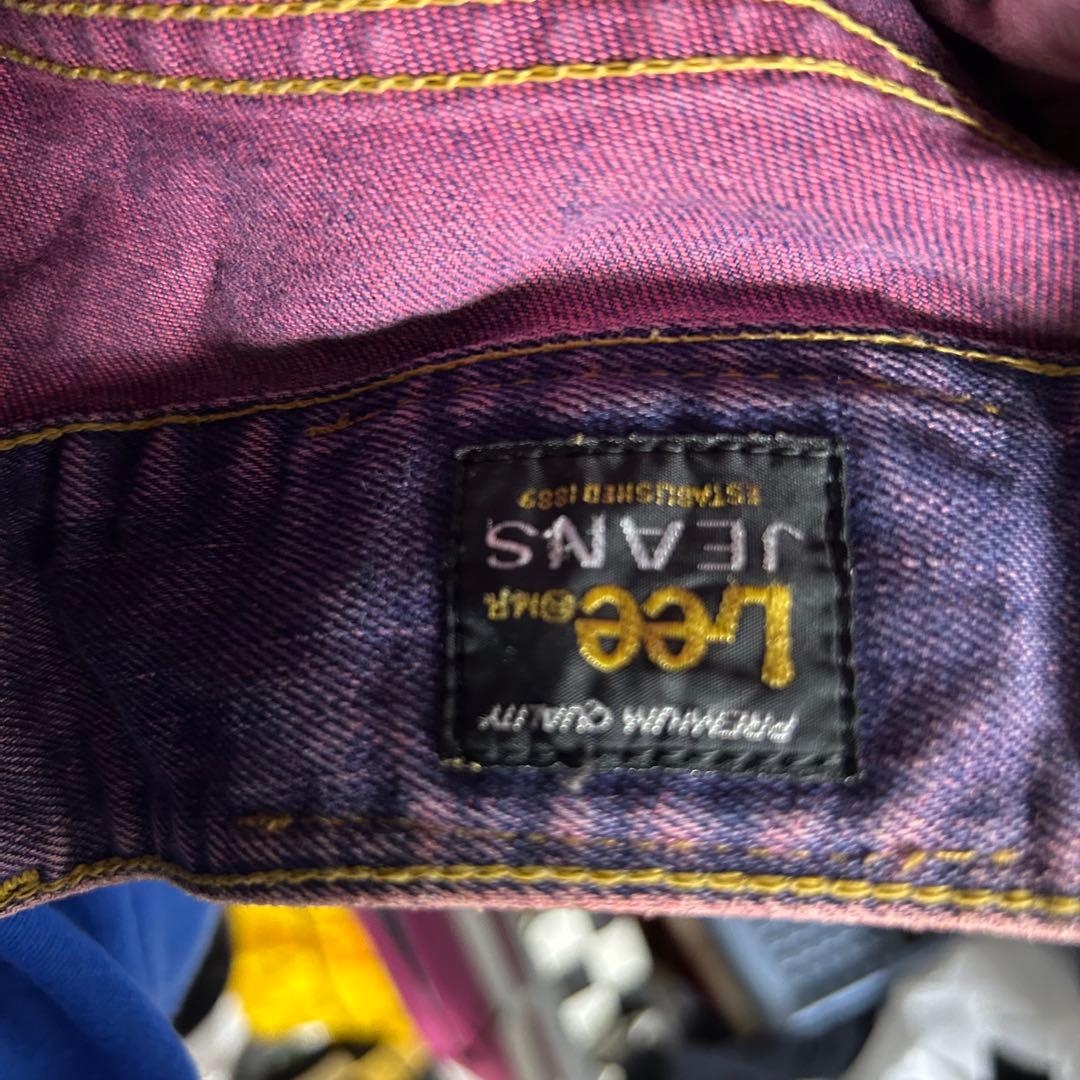 PREMIUM QUALITY
Lee ® M.R.
JEANS
ESTABLISHED 1889